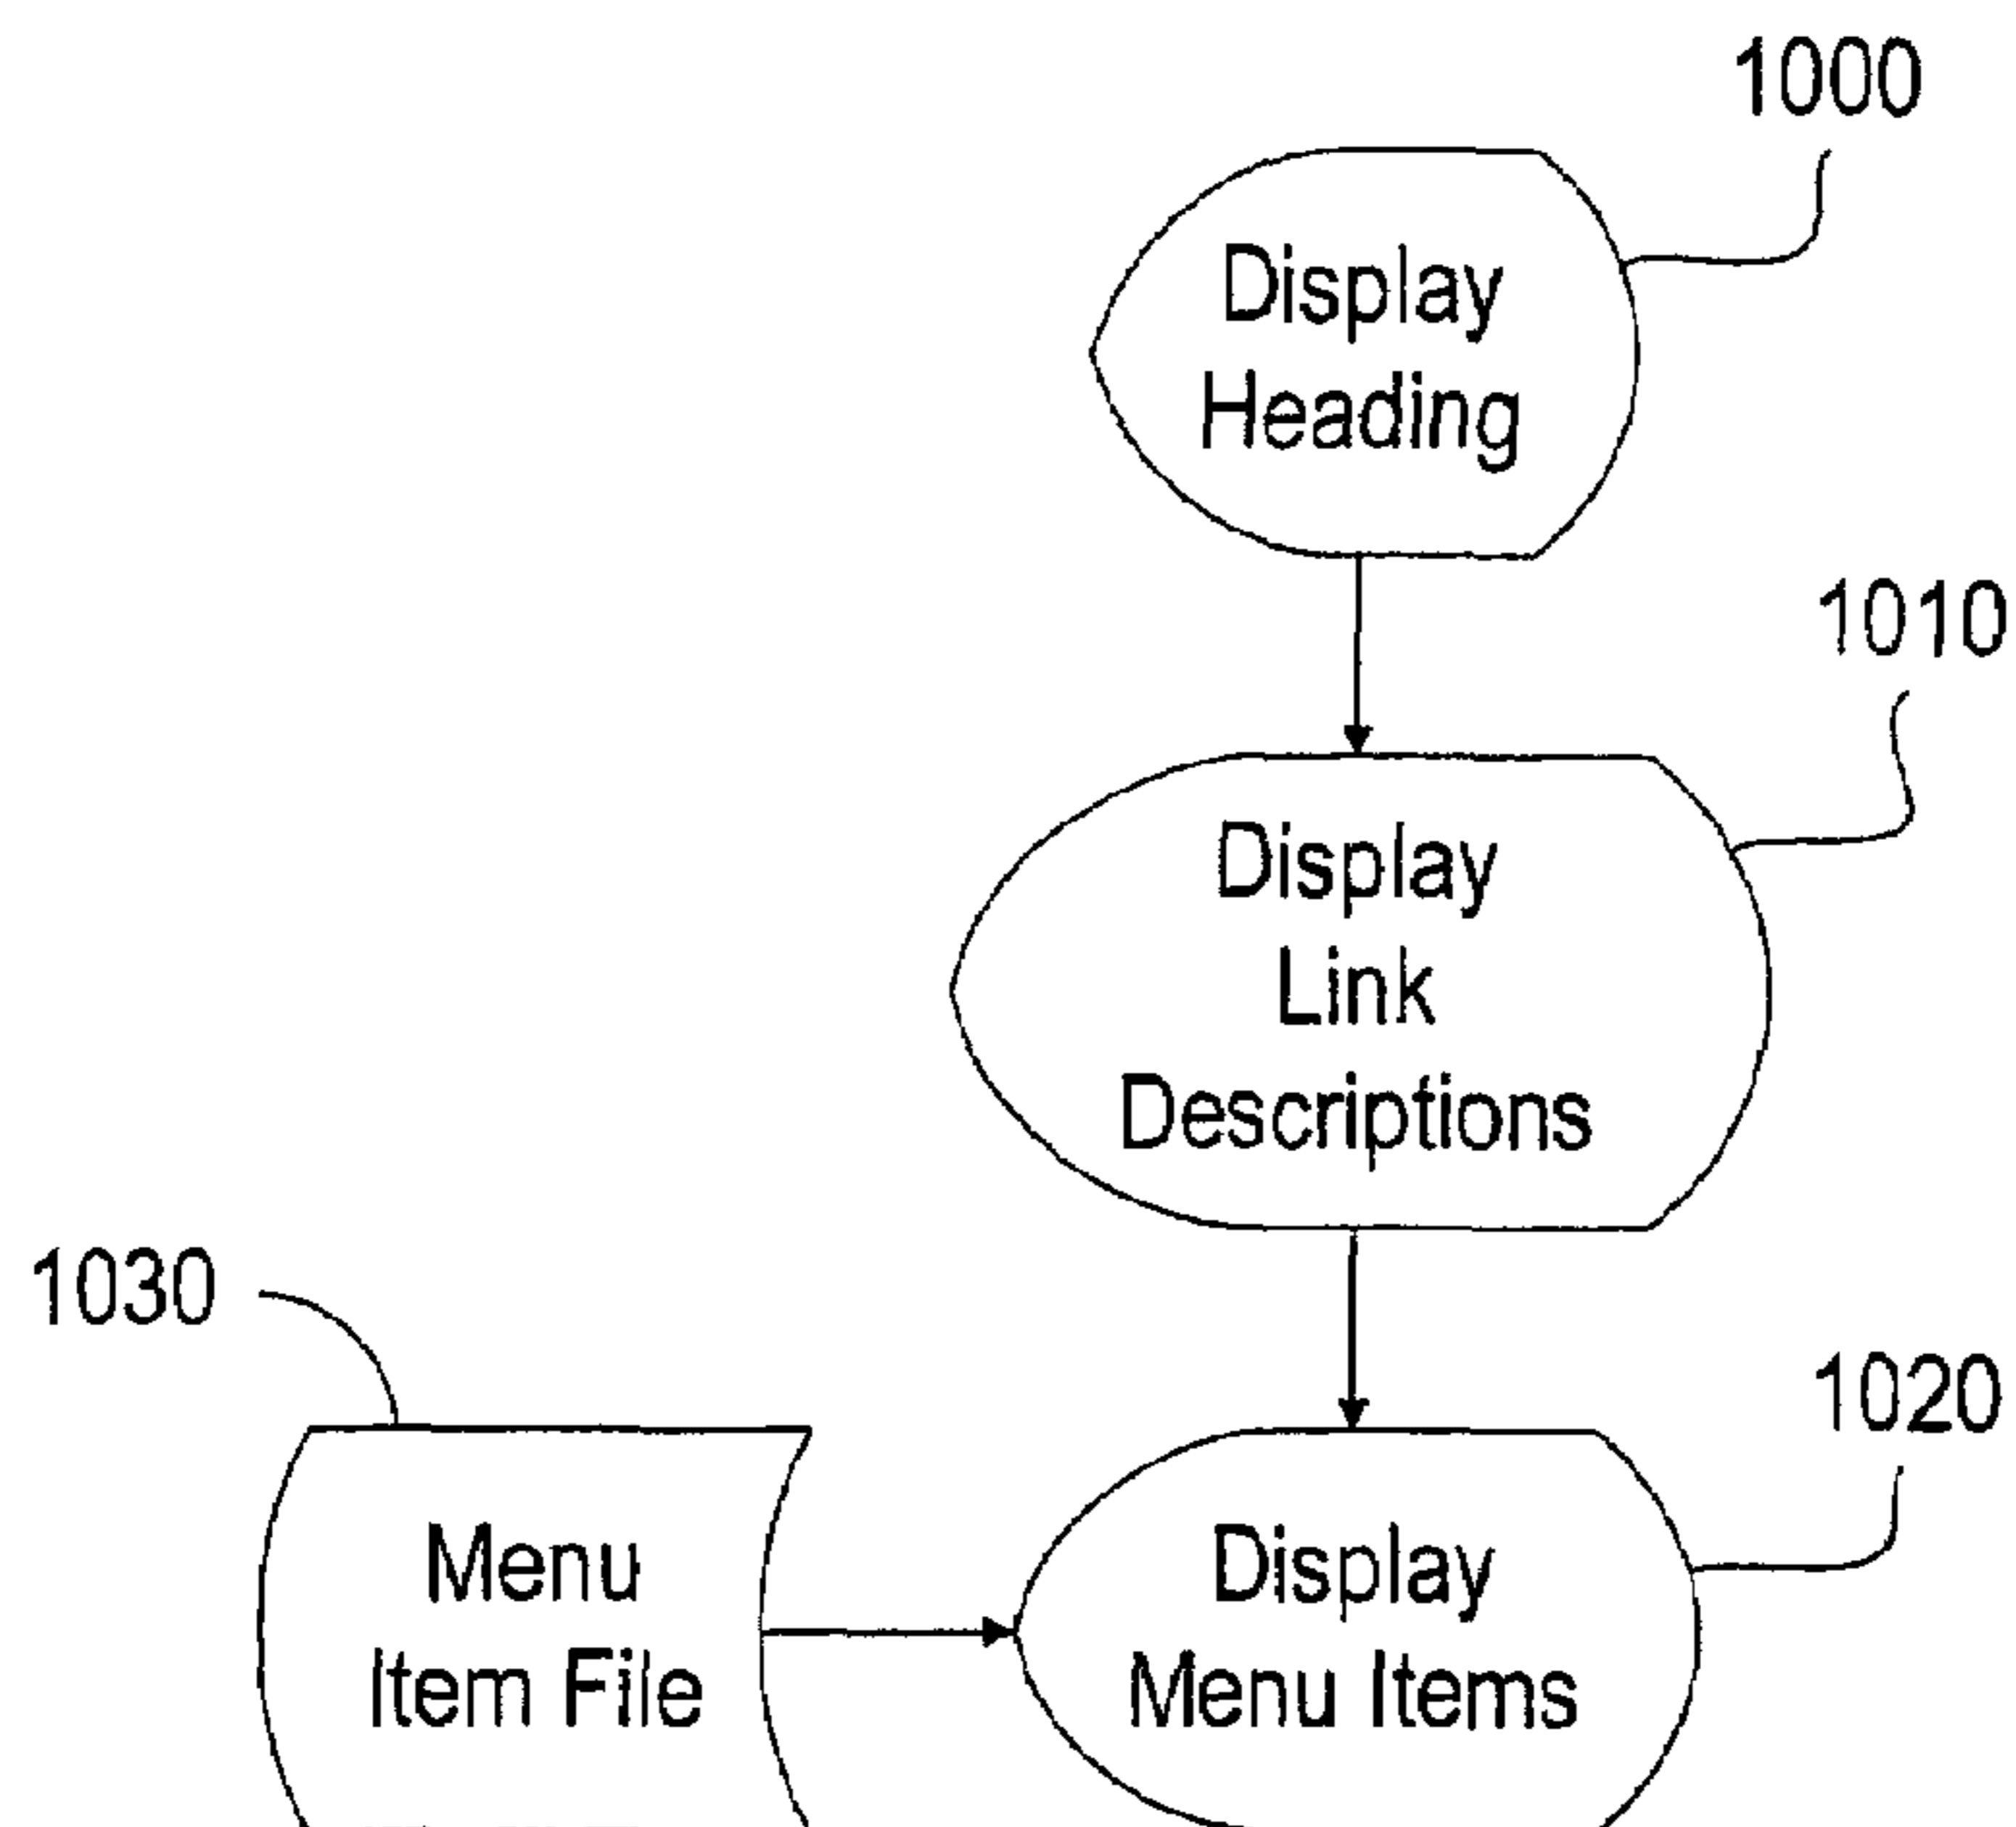 1000
Display
Heading
1010
Display
Link
Descriptions
1030
1020
Menu
Item File
Display
Menu Items